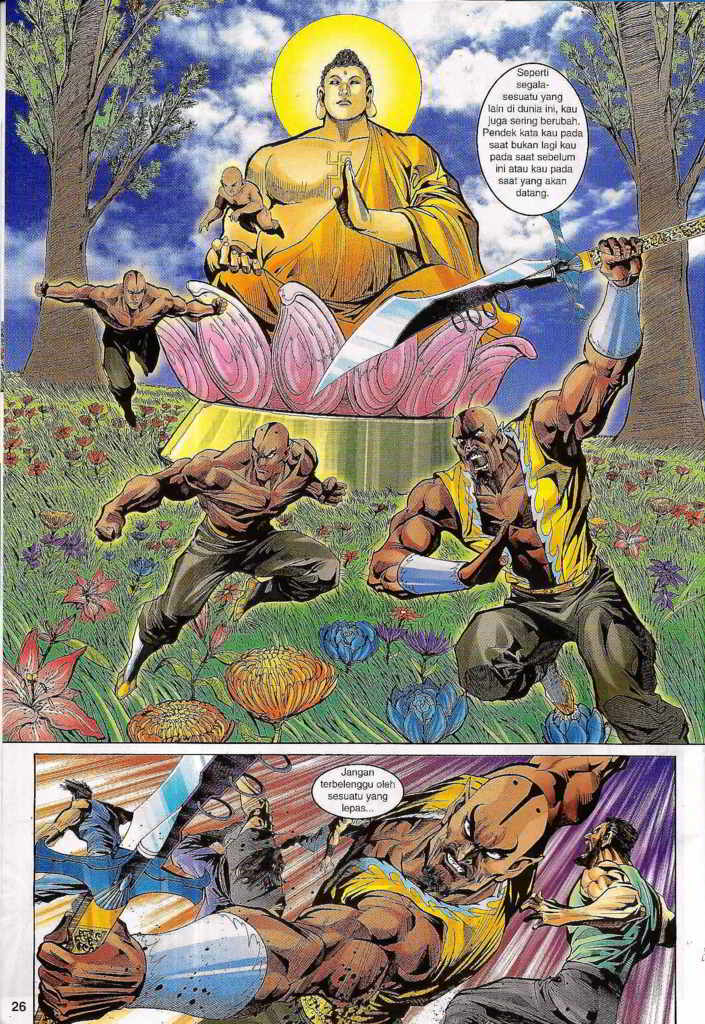 Seperti
segala-
sesuatu yang
lain di dunia ini, kau
juga sering berubah.
Pendek kata kau pada
saat bukan lagi kau
pada saat sebelum
ini atau kau pada
saat yang akan
datang.
Jangan
terbelenggu oleh
sesuatu yang
lepas...
26